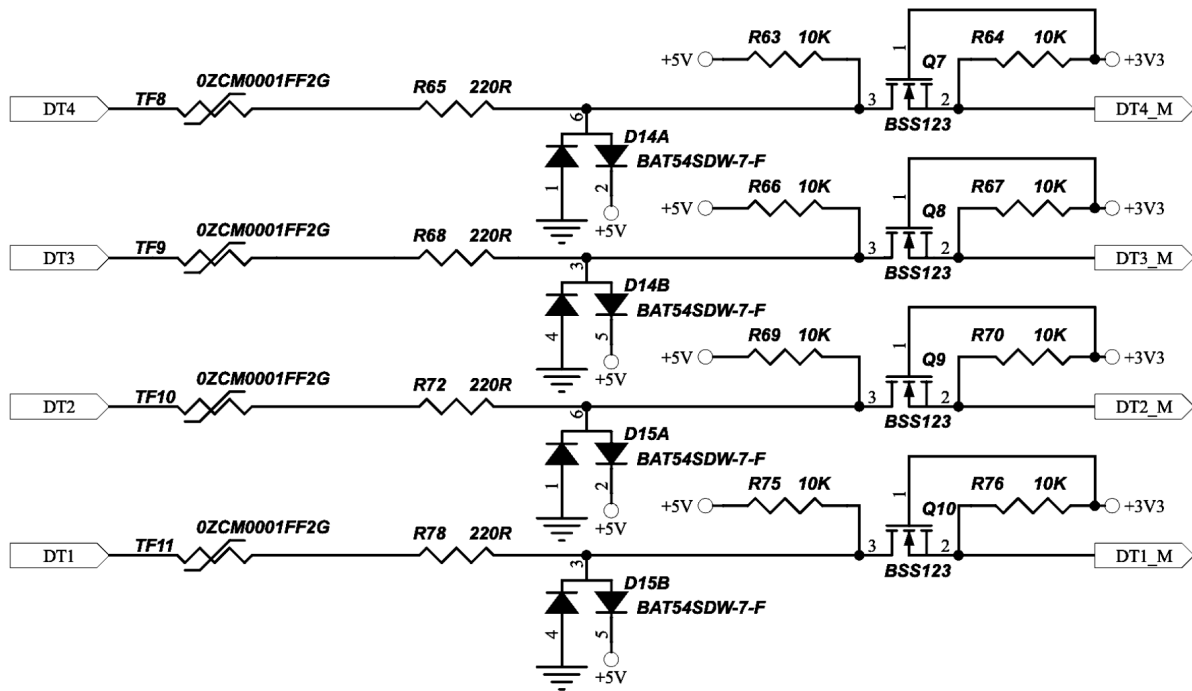 R63 10K
1
R64 10K
0ZCM0001FF2G
+5V
Q7
+3V3
R65 220R
DT4
TF8
3
2
DT4_M
6
BSS123
D14A
BAT54SDW-7-F
1
2
R66 10K
1
R67 10K
+5V
0ZCM0001FF2G
+5V
Q8
+3V3
R68 220R
DT3
TF9
3
2
DT3_M
3
BSS123
D14B
BAT54SDW-7-F
4
5
R69 10K
1
R70 10K
+5V
0ZCM0001FF2G
+5V
Q9
+3V3
R72 220R
DT2
TF10
3
2
DT2_M
6
BSS123
D15A
BAT54SDW-7-F
1
2
R75 10K
1
R76 10K
+5V
0ZCM0001FF2G
+5V
Q10
+3V3
R78 220R
DT1
TF11
3
2
DT1_M
3
BSS123
D15B
BAT54SDW-7-F
4
5
+5V